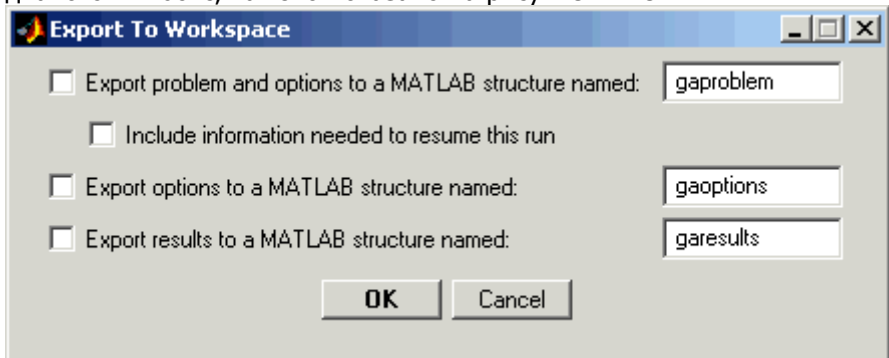 Export To Workspace
Export problem and options to a MATLAB structure named: gaproblem
Include information needed to resume this run
Export options to a MATLAB structure named: gaoptions
Export results to a MATLAB structure named: garesults
OK Cancel